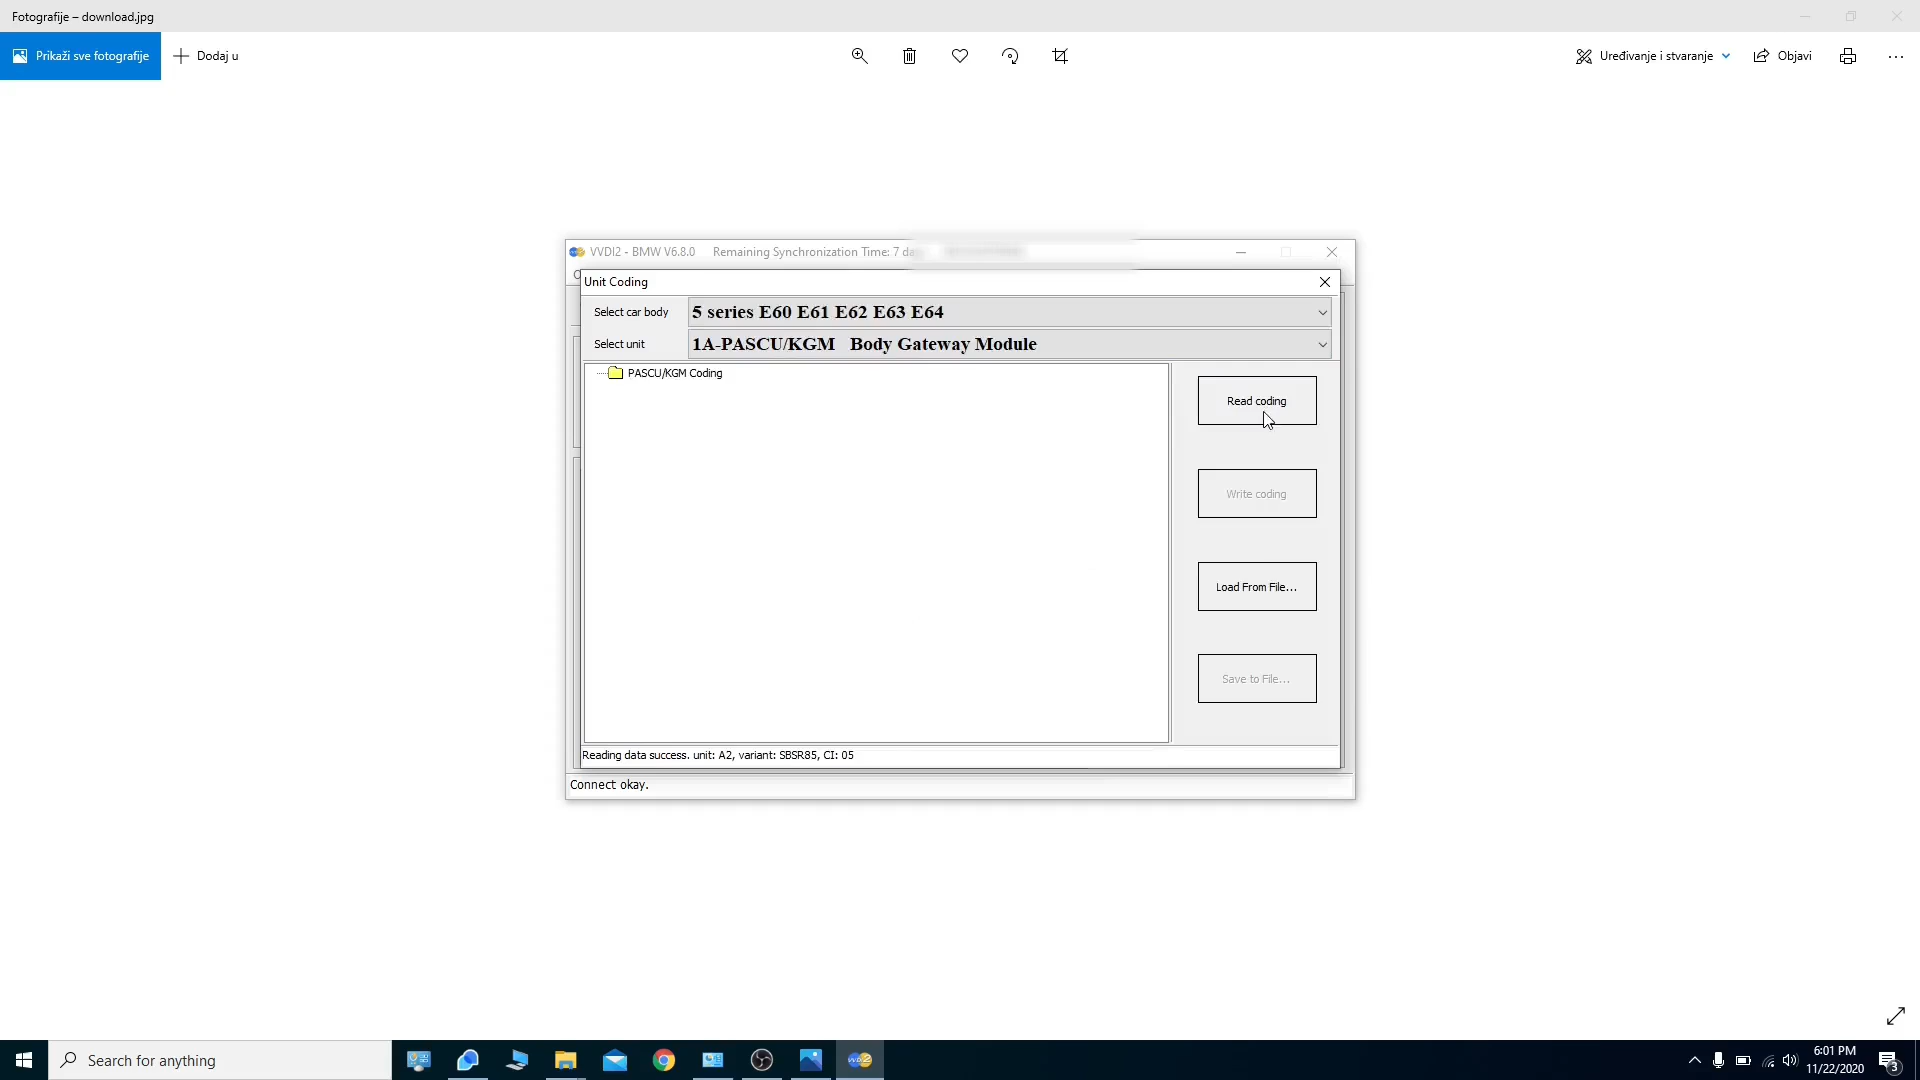 Fotografije – download.jpg
Prikaži sve fotografije
Dodaj u
Uređivanje i stvaranje
Objavi
VVDI2 - BMW V6.8.0 Remaining Synchronization Time: 7
Unit Coding
Select car body
5 series E60 E61 E62 E63 E64
Select unit
1A-PASCU/KGM Body Gateway Module
PASCU/KGM Coding
Read coding
Write coding
Load From File...
Save to File...
Reading data success. unit: A2, variant: SBSR85, CI: 05
Connect okay.
Search for anything
6:01 PM
11/22/2020
3